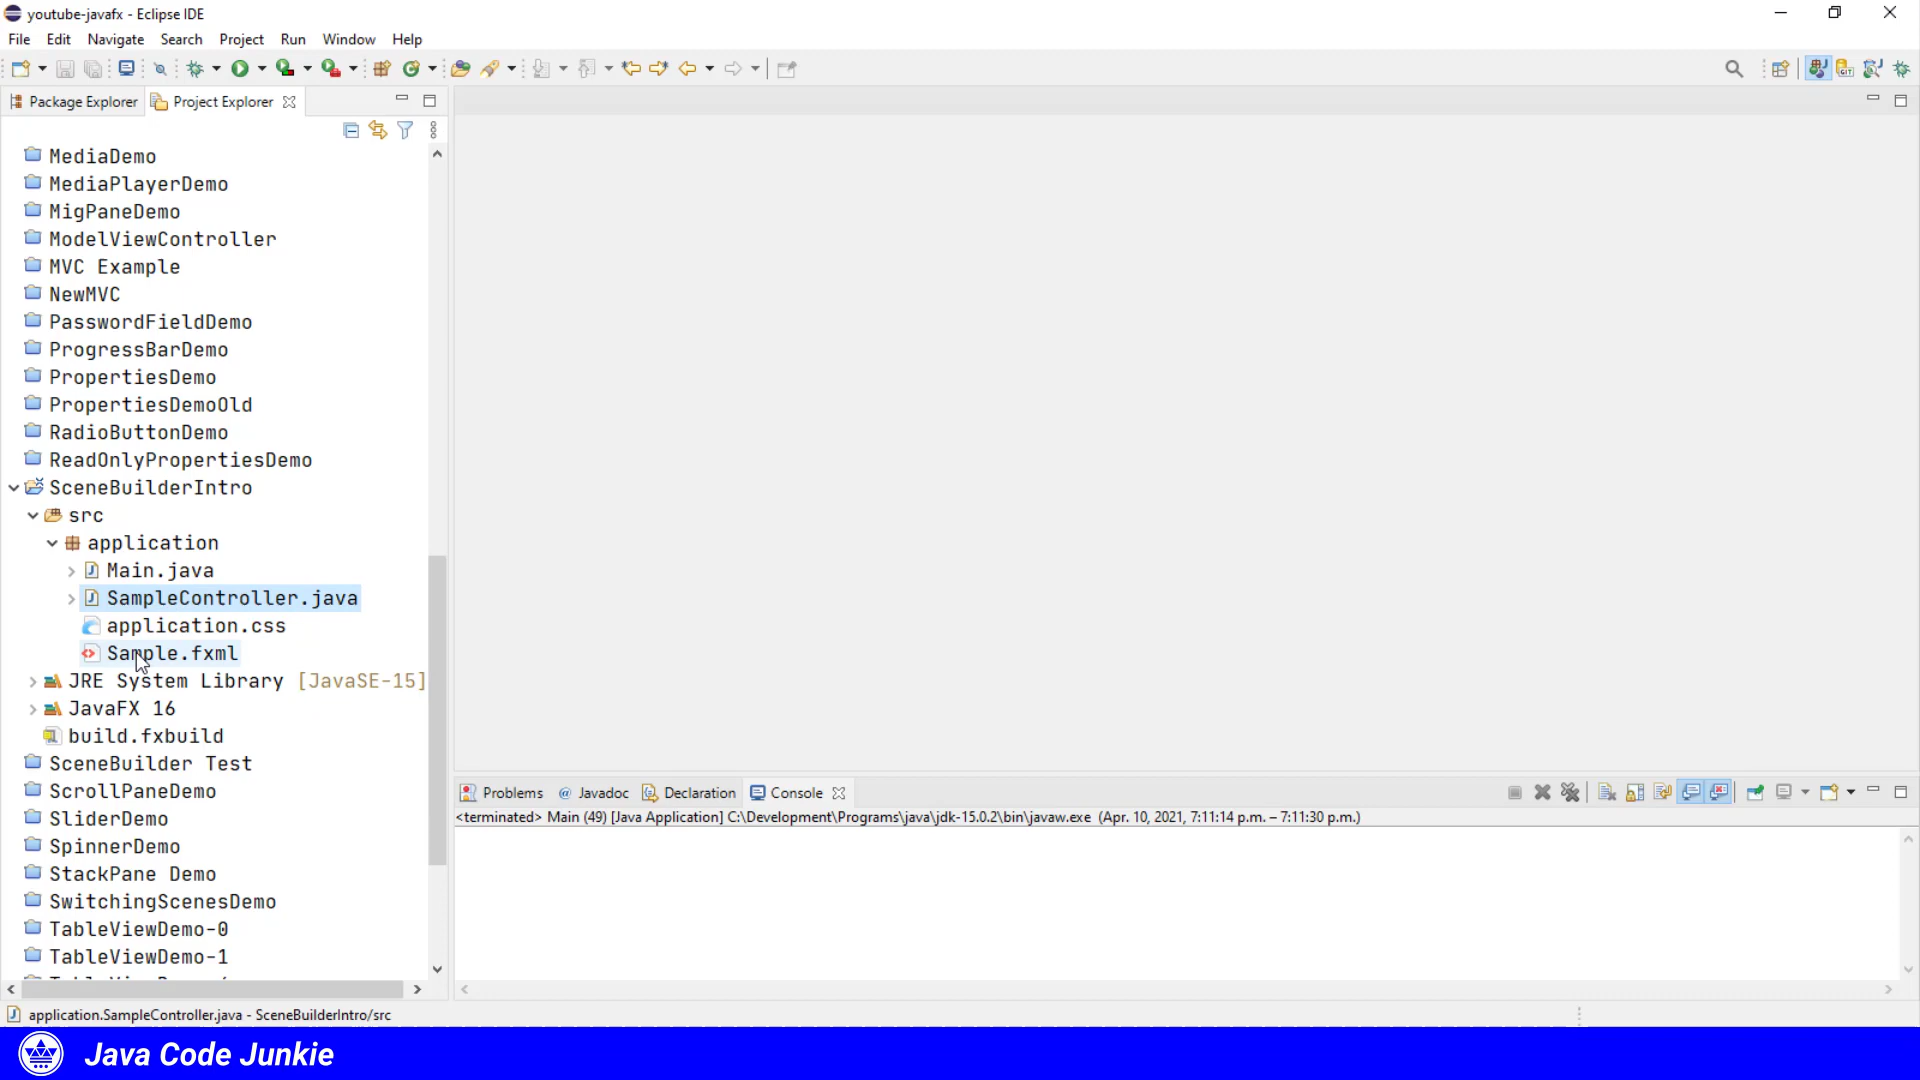 youtube-javafx - Eclipse IDE
File Edit Navigate Search Project Run Window Help
Package Explorer Project Explorer
MediaDemo
MediaPlayerDemo
MigPaneDemo
ModelViewController
MVC Example
NewMVC
PasswordFieldDemo
ProgressBarDemo
PropertiesDemo
PropertiesDemoOld
RadioButtonDemo
ReadOnlyPropertiesDemo
SceneBuilderIntro
src
application
Main.java
SampleController.java
application.css
Sample.fxml
JRE System Library [JavaSE-15]
JavaFX 16
build.fxbuild
SceneBuilder Test
ScrollPaneDemo
SliderDemo
SpinnerDemo
StackPane Demo
SwitchingScenesDemo
TableViewDemo-0
TableViewDemo-1
Problems @ Javadoc Declaration Console
<terminated> Main (49) [Java Application] C:\Development\Programs\java\jdk-15.0.2\bin\javaw.exe (Apr. 10, 2021, 7:11:14 p.m. – 7:11:30 p.m.)
application.SampleController.java - SceneBuilderIntro/src
Java Code Junkie